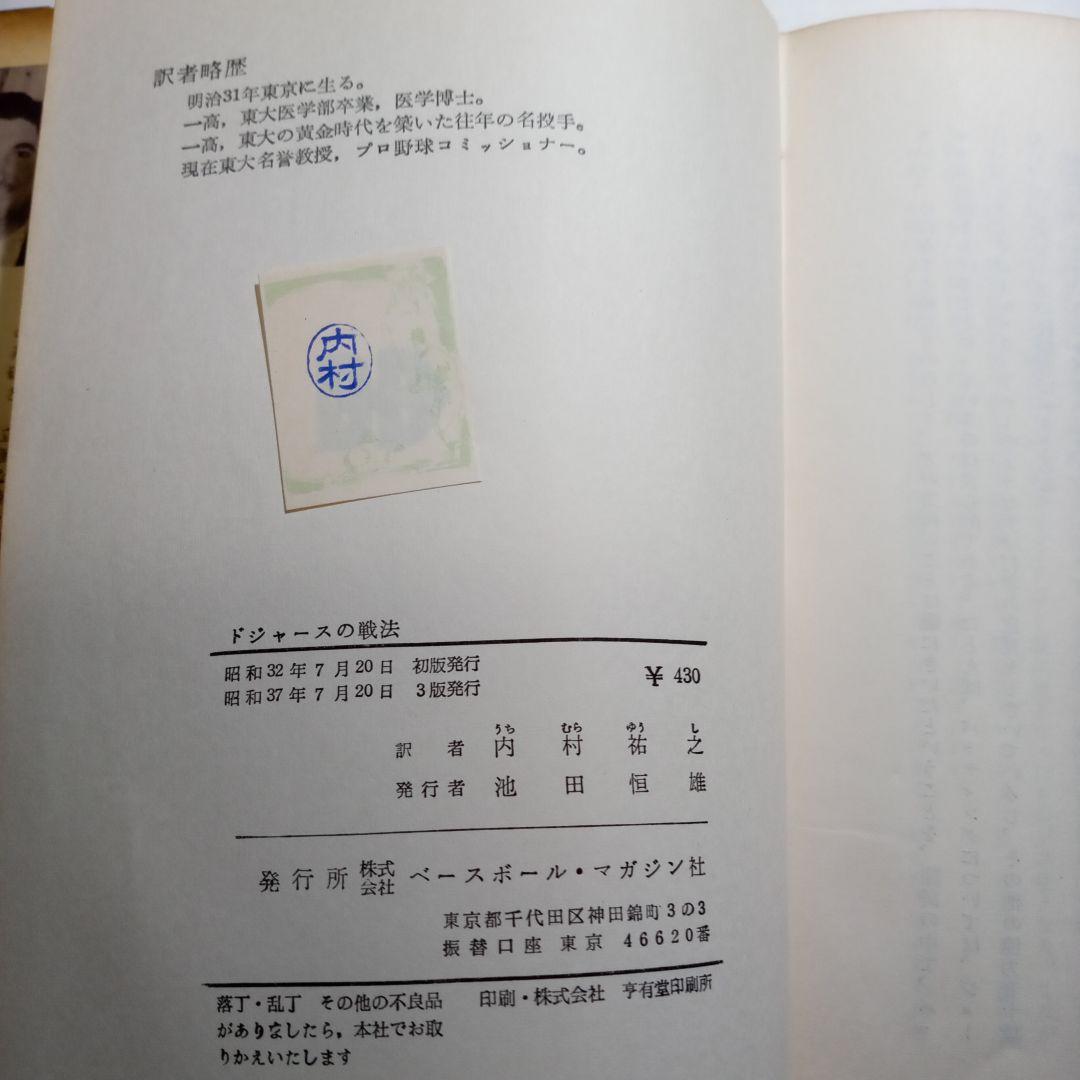 訳者略歴
明治31年東京に生る。
一高，東大医学部卒業，医学博士。
一高，東大の黄金時代を築いた往年の名投手。
現在東大名誉教授，プロ野球コミッショナー。
内村
ドジャースの戦法
昭和32年7月20日 初版発行
昭和37年7月20日 3版発行
￥430
うち むら ゆう し
訳者 内村祐之
発行者 池田恒雄
発行所 株式会社 ベースボール・マガジン社
東京都千代田区神田錦町3の3
振替口座 東京 46620番
落丁・乱丁 その他の不良品
がありましたら，本社でお取
りかえいたします
印刷・株式会社 亨有堂印刷所